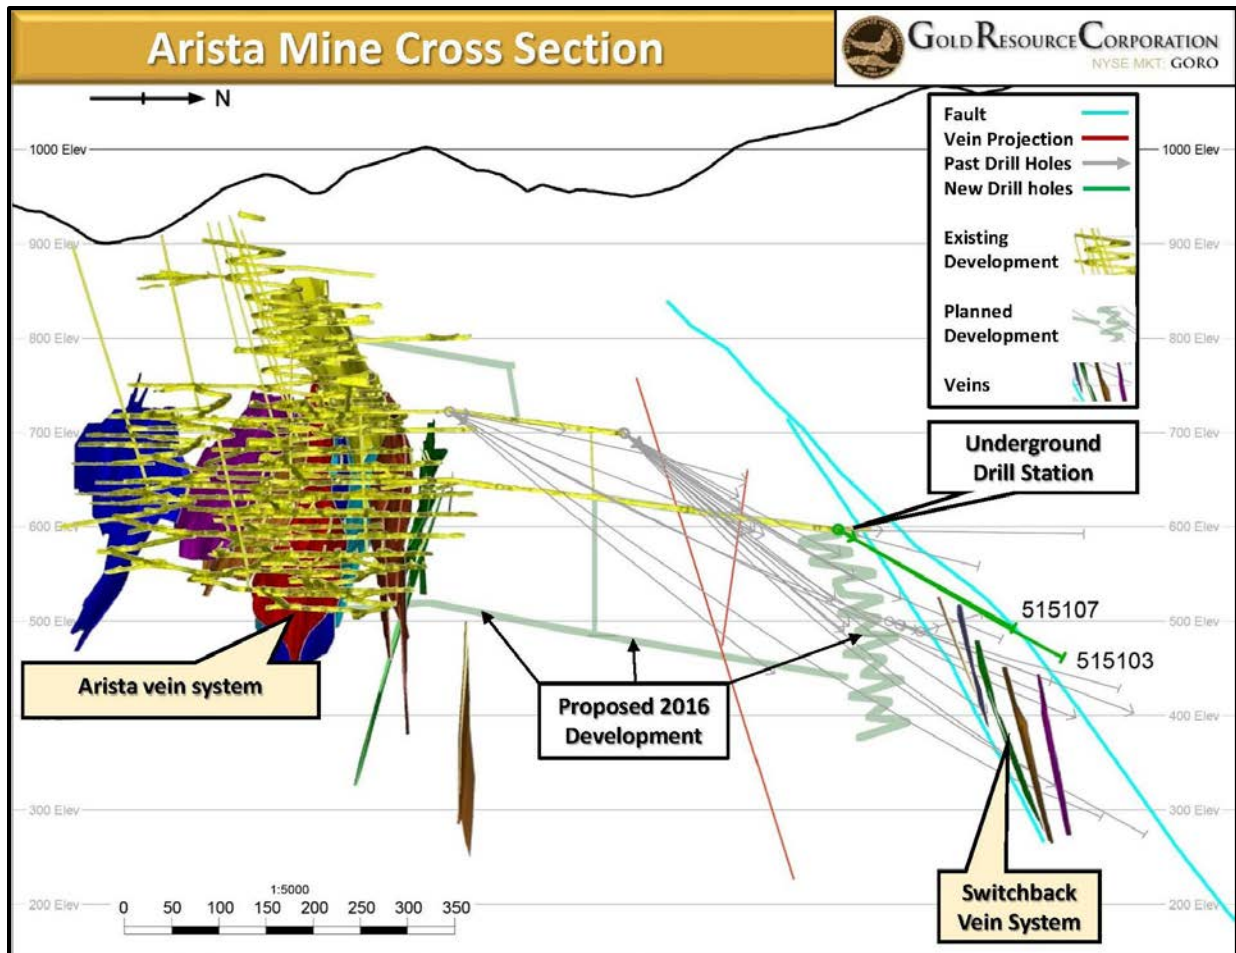 Arista Mine Cross Section
GOLD RESOURCE CORPORATION
NYSE MKT: GORO
N
Fault
Vein Projection
Past Drill Holes
New Drill holes
Existing
Development
Planned
Development
Veins
1000 Elev
1000 Elev
900 Elev
900 Elev
800 Elev
800 Elev
700 Elev
700 Elev
Underground
Drill Station
600 Elev
600 Elev
515107
500 Elev
500 Elev
515103
Arista vein system
Proposed 2016
Development
400 Elev
400 Elev
300 Elev
300 Elev
Switchback
Vein System
200 Elev
200 Elev
1:5000
0 50 100 150 200 250 300 350